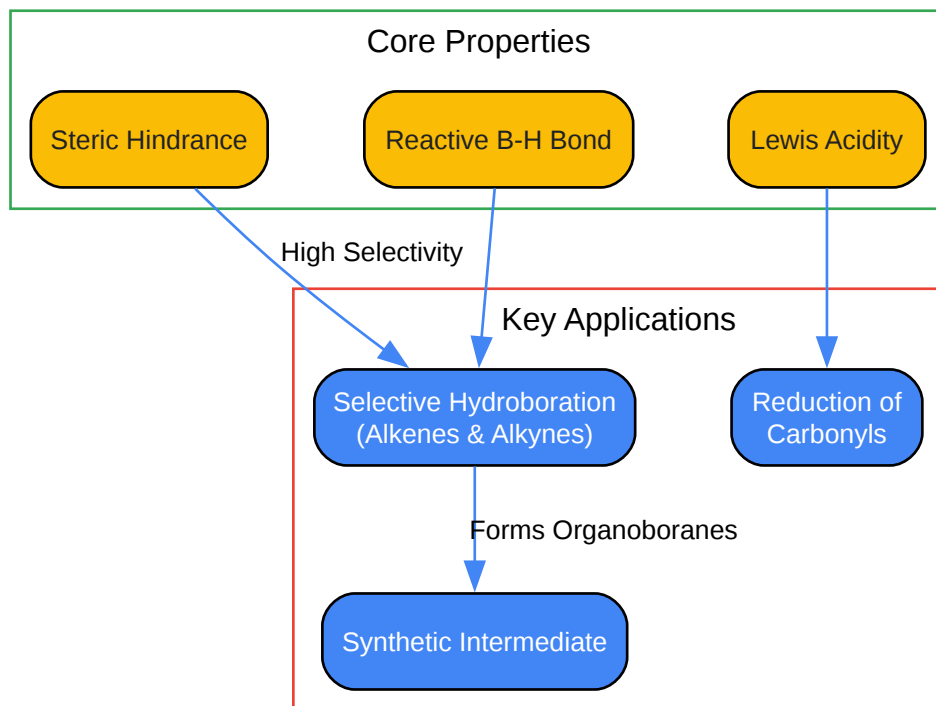 Core Properties
Steric Hindrance
Reactive B-H Bond
Lewis Acidity
High Selectivity
Key Applications
Selective Hydroboration
(Alkenes & Alkynes)
Reduction of
Carbonyls
Forms Organoboranes
Synthetic Intermediate